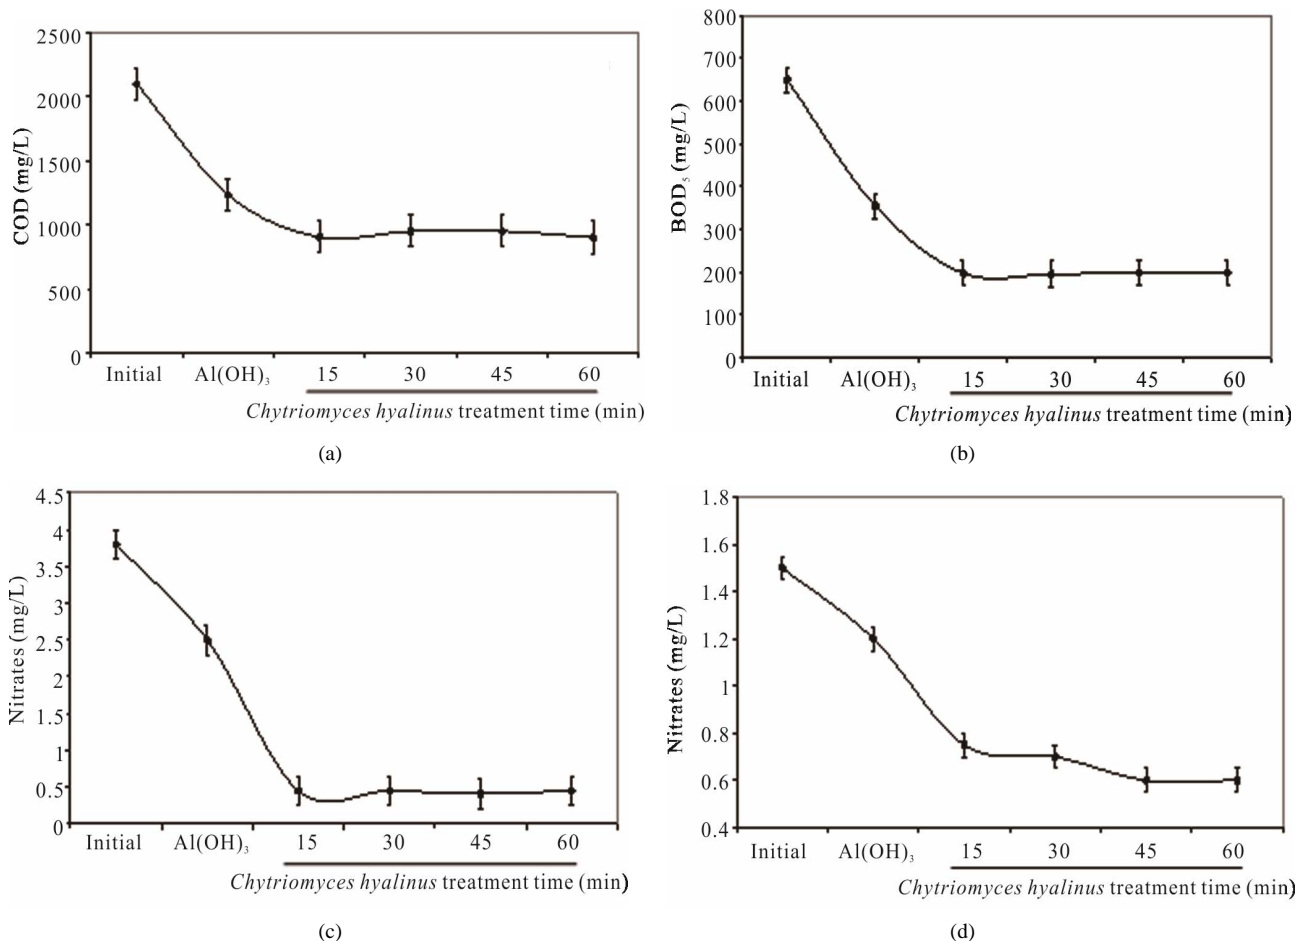 2500
2000
1500
1000
500
0
COD (mg/L)
Initial Al(OH)₃ 15 30 45 60
Chytriomyces hyalinus treatment time (min)
(a)
800
700
600
500
400
300
200
100
0
BOD₅ (mg/L)
Initial Al(OH)₃ 15 30 45 60
Chytriomyces hyalinus treatment time (min)
(b)
4.5
4
3.5
3
2.5
2
1.5
1
0.5
0
Nitrates (mg/L)
Initial Al(OH)₃ 15 30 45 60
Chytriomyces hyalinus treatment time (min)
(c)
1.8
1.6
1.4
1.2
1
0.8
0.6
0.4
Nitrates (mg/L)
Initial Al(OH)₃ 15 30 45 60
Chytriomyces hyalinus treatment time (min)
(d)